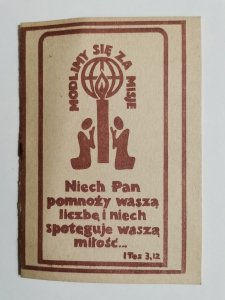 MODLIMY SIĘ ZA MISJE
Niech Pan
pomnoży waszą
liczbę i niech
spotęguje waszą
miłość...
1 Tes 3,12